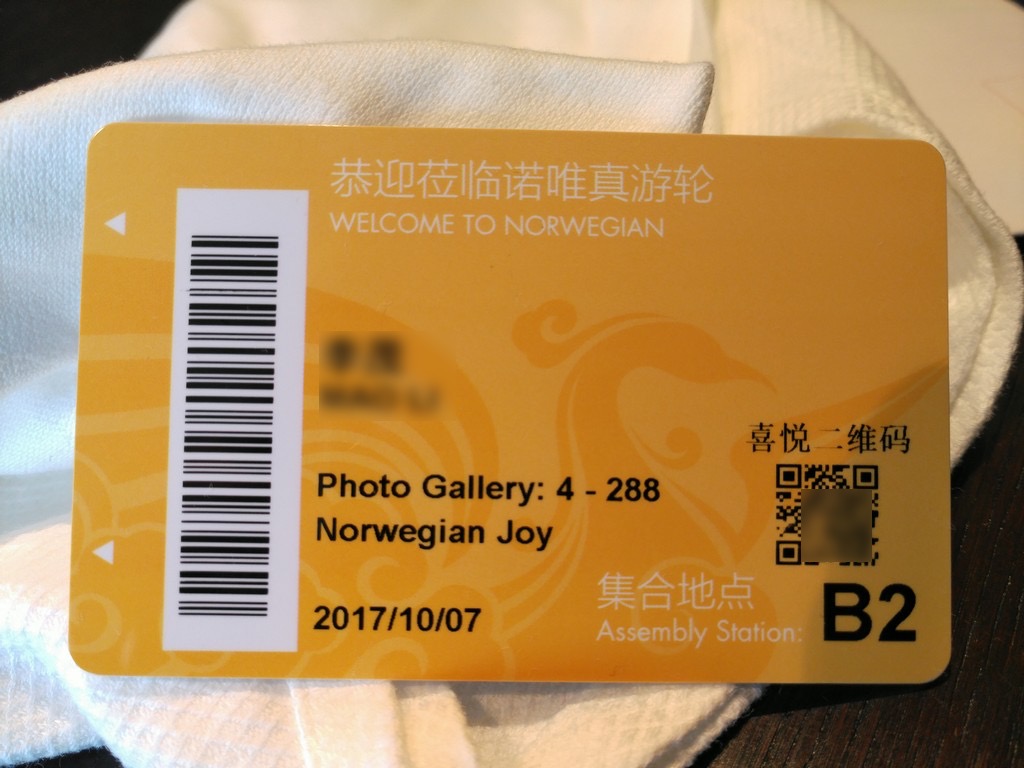 恭迎莅临诺唯真游轮
WELCOME TO NORWEGIAN
Photo Gallery: 4 - 288
Norwegian Joy
2017/10/07
喜悦二维码
集合地点
Assembly Station: B2